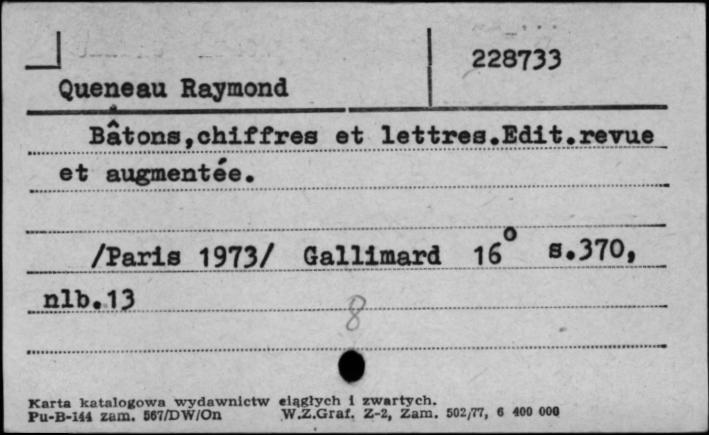 228733
Queneau Raymond
Bâtons,chiffres et lettres.Edit.revue
et augmentée.
/Paris 1973/ Gallimard 16° s.370,
nlb.13
8
Karta katalogowa wydawnictw ciągłych i zwartych.
Pu-B-144 zam. 567/DW/On W.Z.Graf. Z-2, Zam. 502/77, 6 400 000